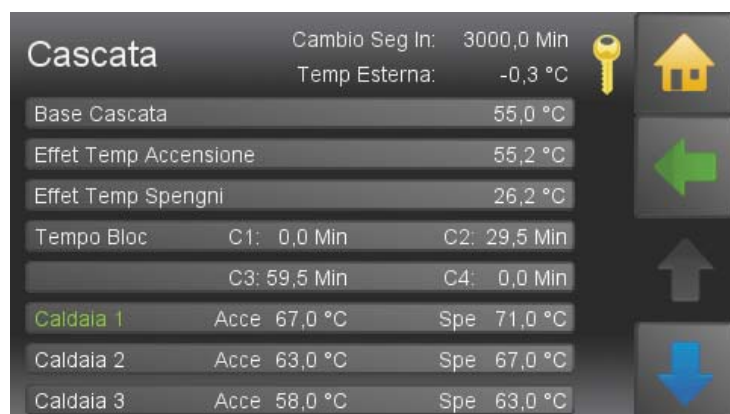 Cascata
Cambio Seg In: 3000,0 Min
Temp Esterna: -0,3 °C
Base Cascata 55,0 °C
Effet Temp Accensione 55,2 °C
Effet Temp Spengni 26,2 °C
Tempo Bloc C1: 0,0 Min C2: 29,5 Min
C3: 59,5 Min C4: 0,0 Min
Caldaia 1 Acce 67,0 °C Spe 71,0 °C
Caldaia 2 Acce 63,0 °C Spe 67,0 °C
Caldaia 3 Acce 58,0 °C Spe 63,0 °C